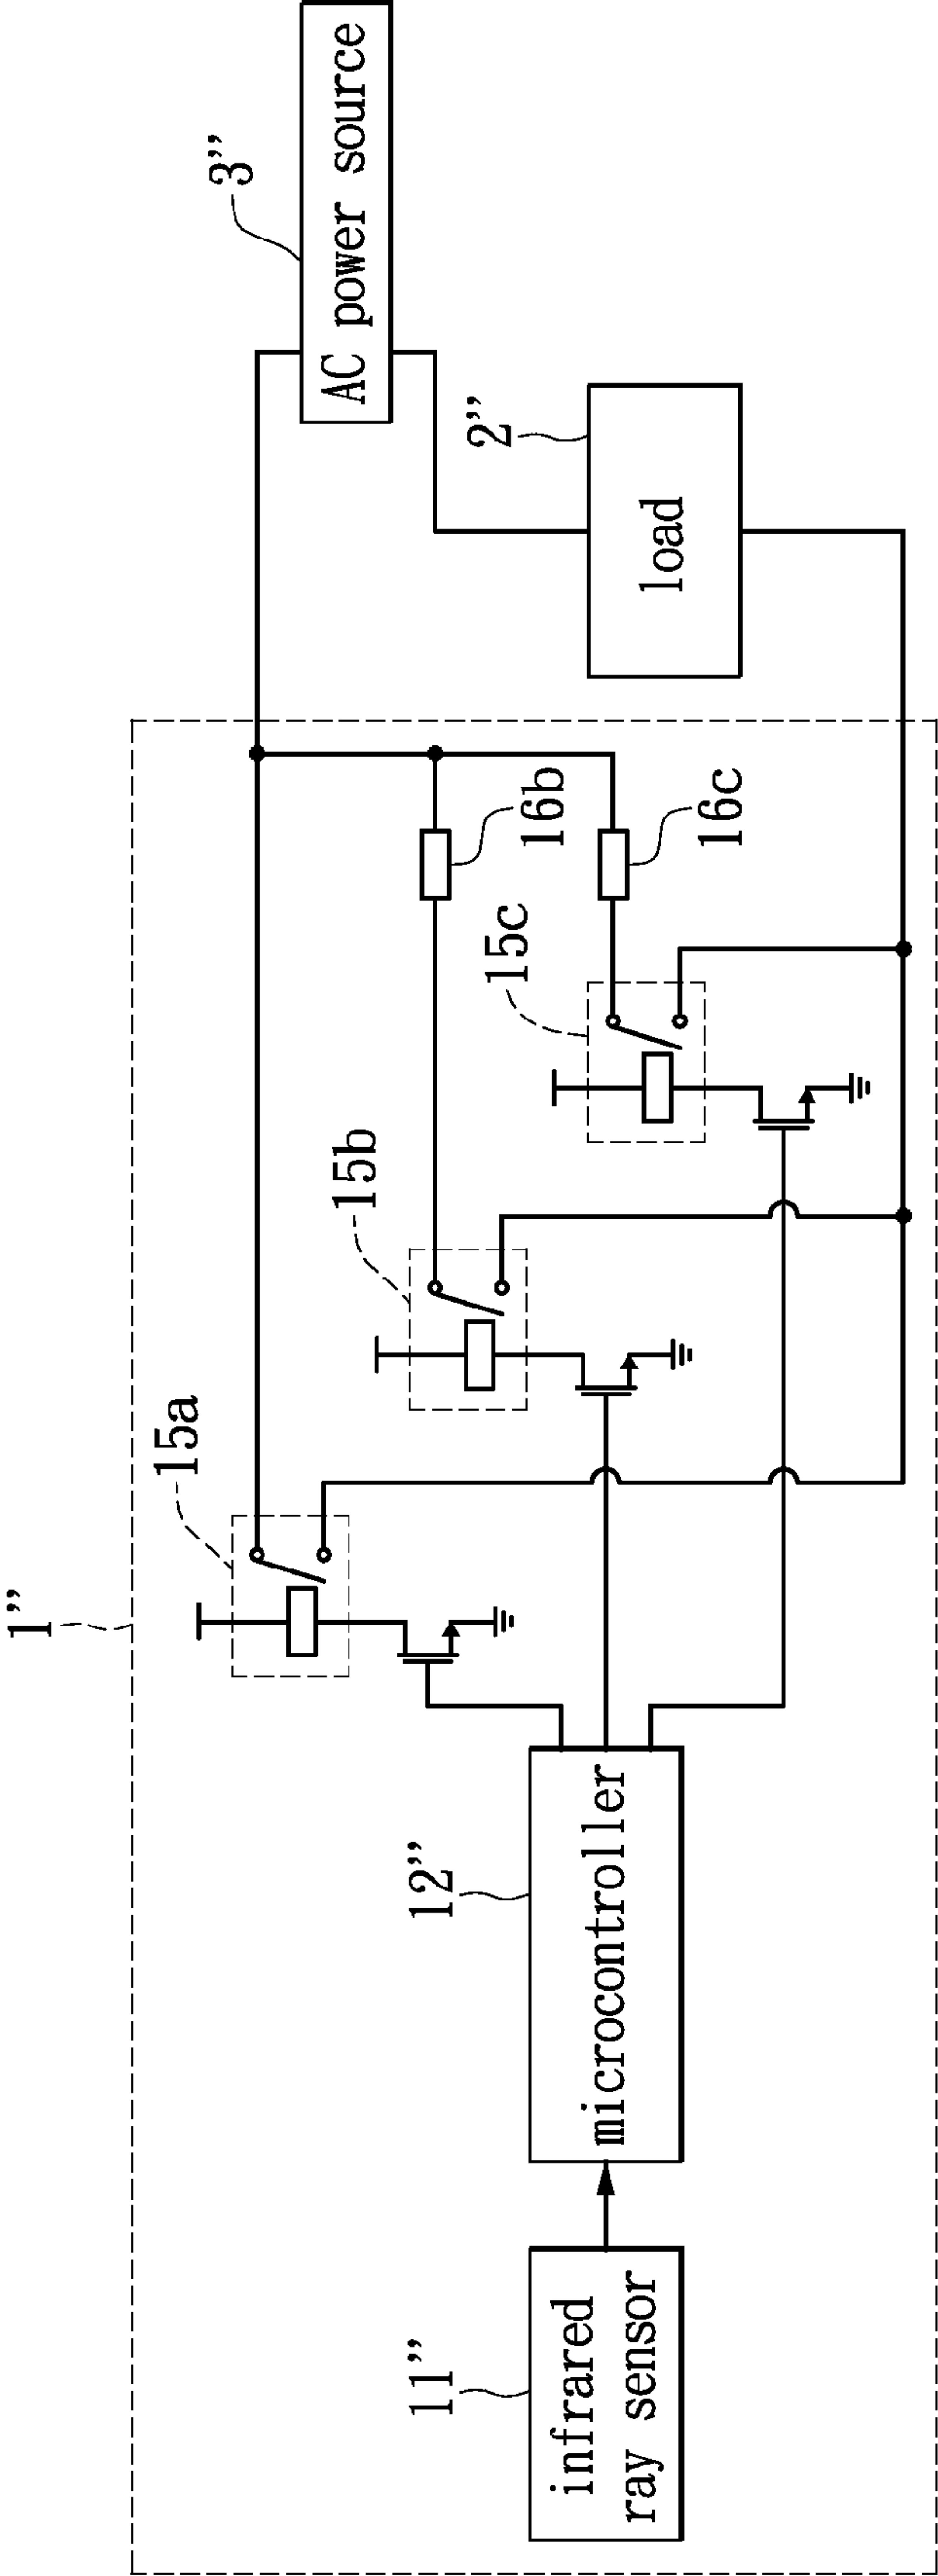 1”
11”
infrared
ray sensor
12”
microcontroller
15a
15b
15c
16b
16c
2”
load
3”
AC power source